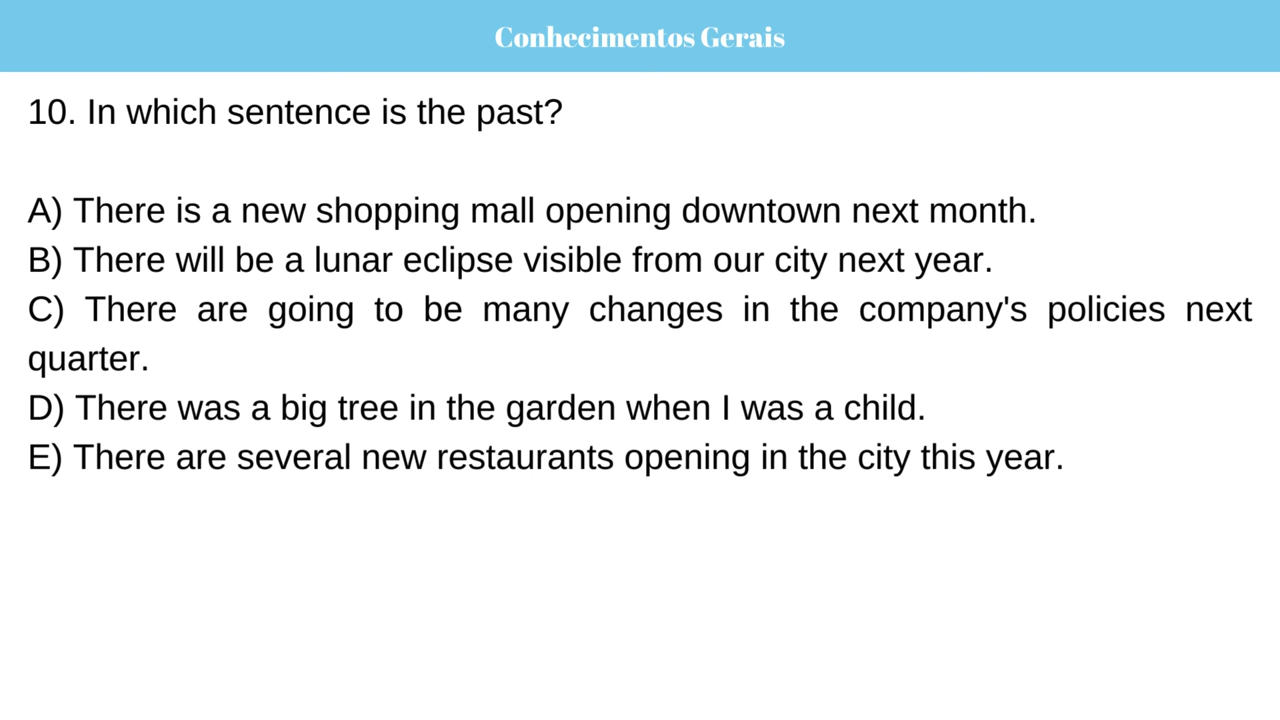 Conhecimentos Gerais
10. In which sentence is the past?
A) There is a new shopping mall opening downtown next month.
B) There will be a lunar eclipse visible from our city next year.
C) There are going to be many changes in the company's policies next
quarter.
D) There was a big tree in the garden when I was a child.
E) There are several new restaurants opening in the city this year.